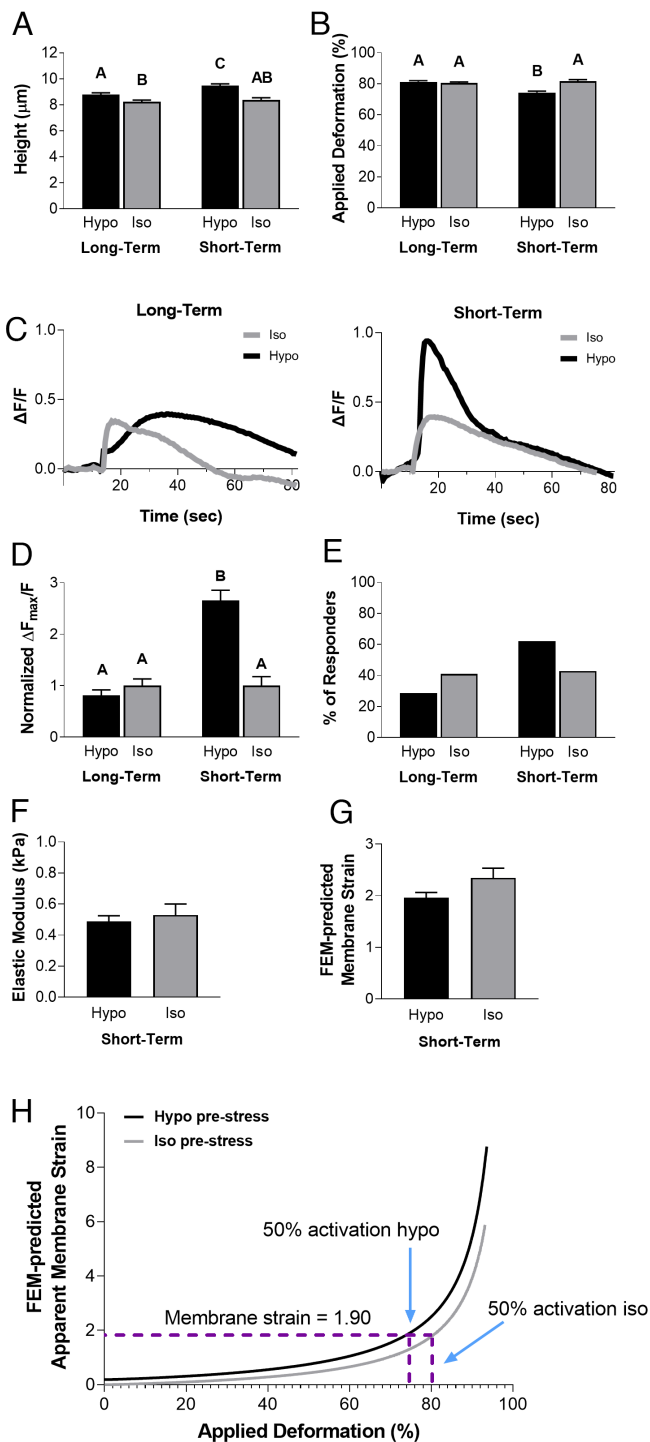 A
Height (μm)
14
12
10
8
6
4
2
0
A
B
C
AB
Hypo
Iso
Hypo
Iso
Long-Term
Short-Term
B
Applied Deformation (%)
100
80
60
40
20
0
A
A
B
A
Hypo
Iso
Hypo
Iso
Long-Term
Short-Term
C
Long-Term
Iso
Hypo
ΔF/F
1.0
0.5
0.0
20
40
60
80
Time (sec)
Short-Term
Iso
Hypo
ΔF/F
1.0
0.5
0.0
20
40
60
80
Time (sec)
D
Normalized ΔFmax/F
3
2
1
0
A
A
B
A
Hypo
Iso
Hypo
Iso
Long-Term
Short-Term
E
% of Responders
100
80
60
40
20
0
Hypo
Iso
Hypo
Iso
Long-Term
Short-Term
F
Elastic Modulus (kPa)
1.0
0.8
0.6
0.4
0.2
0.0
Hypo
Iso
Short-Term
G
FEM-predicted
Membrane Strain
3
2
1
0
Hypo
Iso
Short-Term
H
FEM-predicted
Apparent Membrane Strain
Hypo pre-stress
Iso pre-stress
10
8
6
4
2
0
50% activation hypo
50% activation iso
Membrane strain = 1.90
0
20
40
60
80
100
Applied Deformation (%)